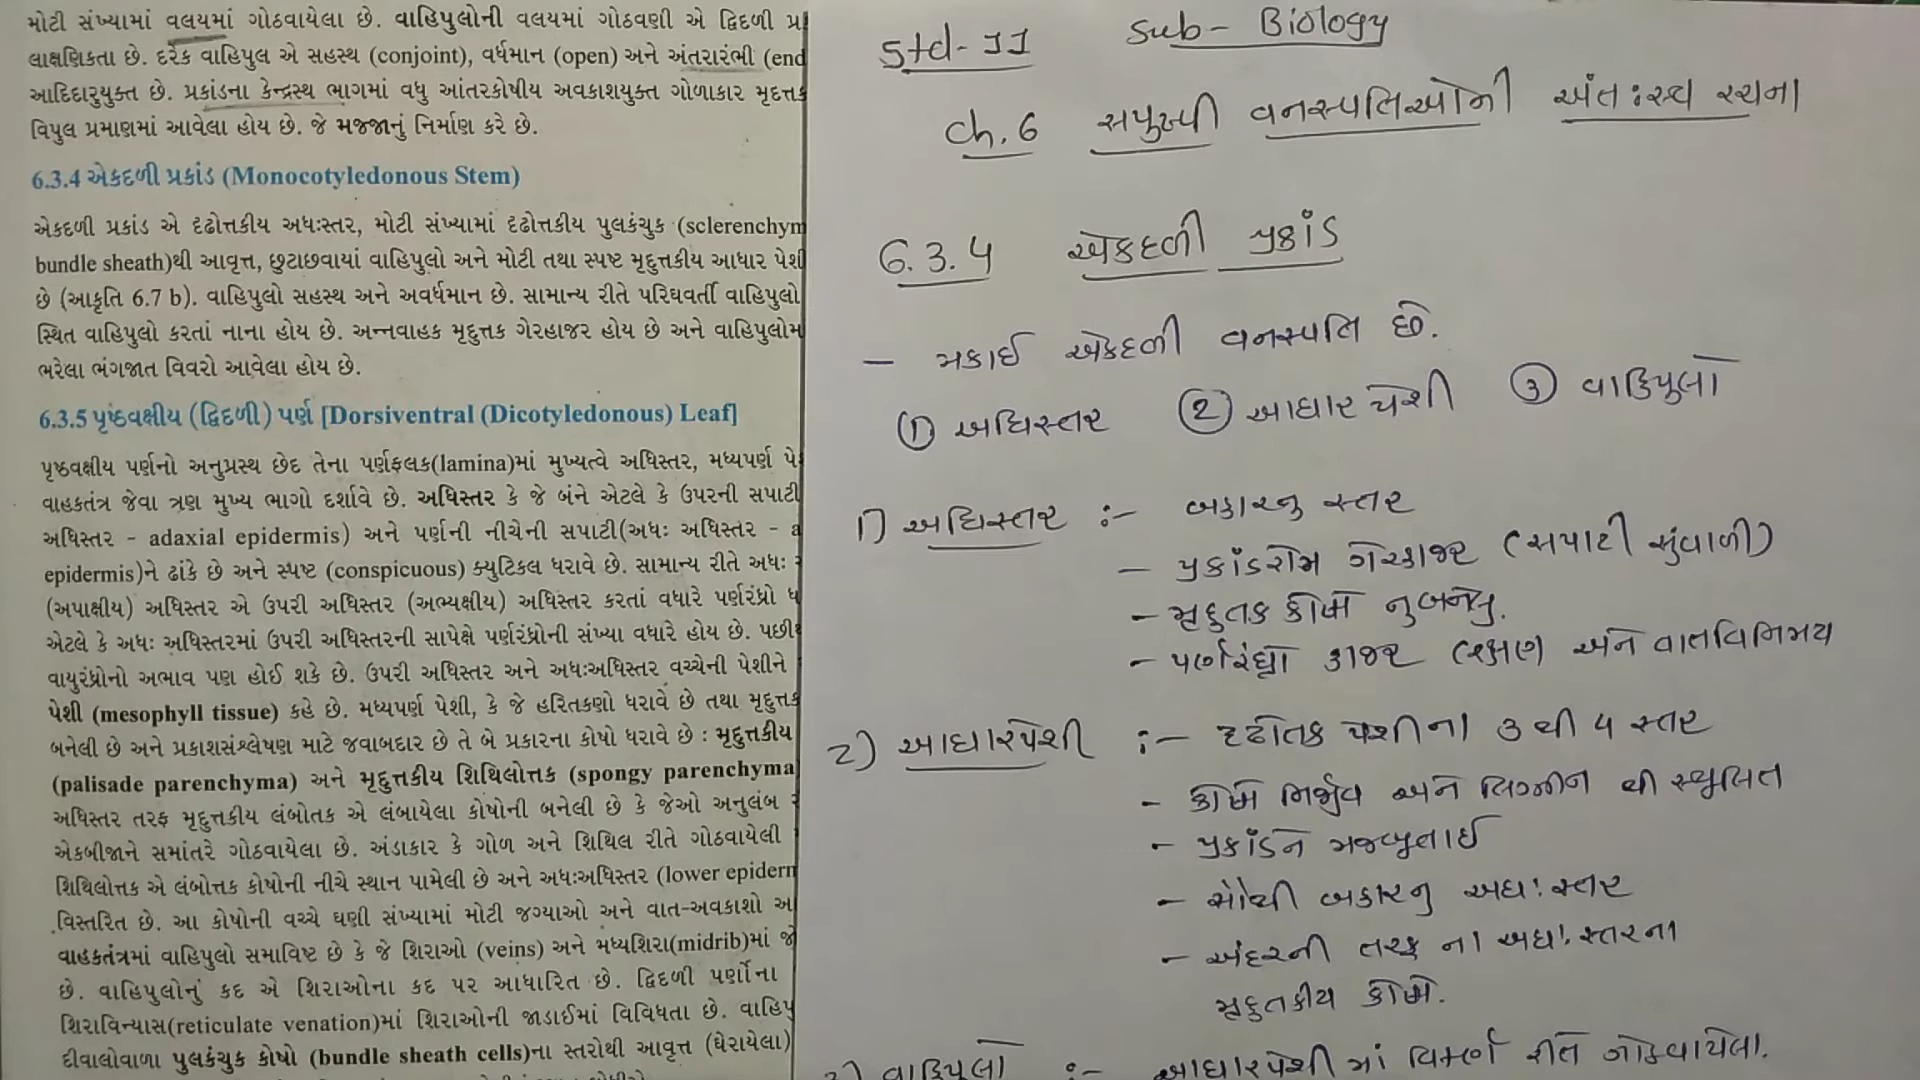 મોટી સંખ્યામાં વલયમાં ગોઠવાયેલા છે. વાહિપુલોની વલયમાં ગોઠવણી એ દ્વિદળી પ્ર
લાક્ષણિકતા છે. દરેક વાહિપુલ એ સહસ્થ (conjoint), વર્ધમાન (open) અને અંતરારંભી (end
આદિદારુયુક્ત છે. પ્રકાંડના કેન્દ્રસ્થ ભાગમાં વધુ આંતરકોષીય અવકાશયુક્ત ગોળાકાર મૃદુત્તક
વિપુલ પ્રમાણમાં આવેલા હોય છે. જે મજ્જાનું નિર્માણ કરે છે.
6.3.4 એકદળી પ્રકાંડ (Monocotyledonous Stem)
એકદળી પ્રકાંડ એ દૃઢોત્તકીય અધઃસ્તર, મોટી સંખ્યામાં દૃઢોત્તકીય પુલકંચુક (sclerenchym
bundle sheath)થી આવૃત્ત, છુટાછવાયાં વાહિપુલો અને મોટી તથા સ્પષ્ટ મૃદુત્તકીય આધાર પેશી
છે (આકૃતિ 6.7 b). વાહિપુલો સહસ્થ અને અવર્ધમાન છે. સામાન્ય રીતે પરિઘવર્તી વાહિપુલો
સ્થિત વાહિપુલો કરતાં નાના હોય છે. અન્નવાહક મૃદુત્તક ગેરહાજર હોય છે અને વાહિપુલોમ
ભરેલા ભંગજાત વિવરો આવેલા હોય છે.
6.3.5 પૃષ્ઠવક્ષીય (દ્વિદળી) પર્ણ [Dorsiventral (Dicotyledonous) Leaf]
પૃષ્ઠવક્ષીય પર્ણનો અનુપ્રસ્થ છેદ તેના પર્ણફલક(lamina)માં મુખ્યત્વે અધિસ્તર, મધ્યપર્ણ પે
વાહકતંત્ર જેવા ત્રણ મુખ્ય ભાગો દર્શાવે છે. અધિસ્તર કે જે બંને એટલે કે ઉપરની સપાટી
અધિસ્તર - adaxial epidermis) અને પર્ણની નીચેની સપાટી(અધઃ અધિસ્તર - a
epidermis)ને ઢાંકે છે અને સ્પષ્ટ (conspicuous) ક્યુટિકલ ધરાવે છે. સામાન્ય રીતે અધઃ
(અપાક્ષીય) અધિસ્તર એ ઉપરી અધિસ્તર (અભ્યક્ષીય) અધિસ્તર કરતાં વધારે પર્ણરંધ્રો ધ
એટલે કે અધઃ અધિસ્તરમાં ઉપરી અધિસ્તરની સાપેક્ષે પર્ણરંધ્રોની સંખ્યા વધારે હોય છે. પછી
વાયુરંધ્રોનો અભાવ પણ હોઈ શકે છે. ઉપરી અધિસ્તર અને અધઃઅધિસ્તર વચ્ચેની પેશીને
પેશી (mesophyll tissue) કહે છે. મધ્યપર્ણ પેશી, કે જે હરિતકણો ધરાવે છે તથા મૃદુત્તક
બનેલી છે અને પ્રકાશસંશ્લેષણ માટે જવાબદાર છે તે બે પ્રકારના કોષો ધરાવે છે : મૃદુત્તકીય
(palisade parenchyma) અને મૃદુત્તકીય શિથિલોત્તક (spongy parenchyma
અધિસ્તર તરફ મૃદુત્તકીય લંબોતક એ લંબાયેલા કોષોની બનેલી છે કે જેઓ અનુલંબ
એકબીજાને સમાંતરે ગોઠવાયેલા છે. અંડાકાર કે ગોળ અને શિથિલ રીતે ગોઠવાયેલી
શિથિલોત્તક એ લંબોત્તક કોષોની નીચે સ્થાન પામેલી છે અને અધઃઅધિસ્તર (lower epiderm
વિસ્તરિત છે. આ કોષોની વચ્ચે ઘણી સંખ્યામાં મોટી જગ્યાઓ અને વાત-અવકાશો અ
વાહકતંત્રમાં વાહિપુલો સમાવિષ્ટ છે કે જે શિરાઓ (veins) અને મધ્યશિરા(midrib)માં જો
છે. વાહિપુલોનું કદ એ શિરાઓના કદ પર આધારિત છે. દ્વિદળી પર્ણોના
શિરાવિન્યાસ(reticulate venation)માં શિરાઓની જાડાઈમાં વિવિધતા છે. વાહિપુ
દીવાલોવાળા પુલકંચુક કોષો (bundle sheath cells)ના સ્તરોથી આવૃત્ત (ઘેરાયેલા)
Std-11 Sub- Biology
Ch.6 સપુષ્પી વનસ્પતિઓની અંતઃસ્થ રચના
6.3.4 એકદળી પ્રકાંડ
– મકાઈ એકદળી વનસ્પતિ છે.
① અધિસ્તર ② આધાર પેશી ③ વાહિપુલો
1) અધિસ્તર :- બહારનુ સ્તર
– પ્રકાંડરોમ ગેરહાજર (સપાટી સુંવાળી)
– મૃદુતક કોષો નુ બનેલુ.
– પર્ણરંધ્રો હાજર (રક્ષણ) અને વાતવિનિમય
2) આધારપેશી :- દૃઢોતક પેશીના 3 થી 4 સ્તર
– કોષો નિર્જીવ અને લિગ્નીન થી સ્થૂલિત
– પ્રકાંડને મજબૂતાઈ
– સૌથી બહારનુ અધઃસ્તર
– અંદરની તરફ ના અધઃસ્તરના
મૃદુતકીય કોષો.
3) વાહિપુલો :- આધારપેશી માં વિકીર્ણ રીતે ગોઠવાયેલા.